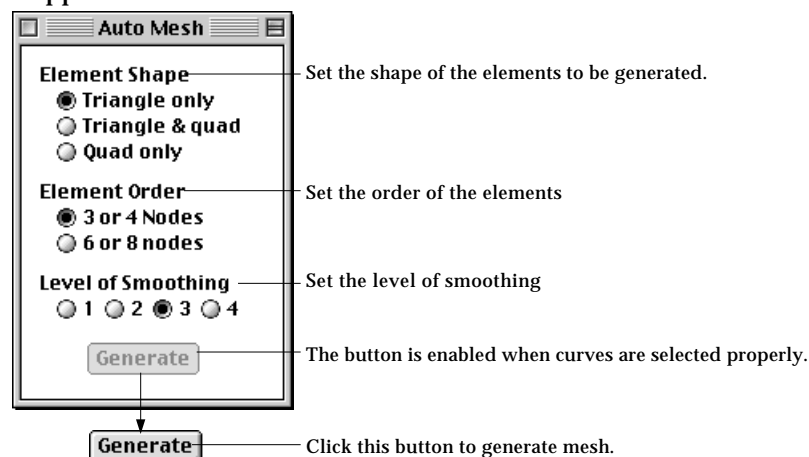 Auto Mesh
Element Shape
Set the shape of the elements to be generated.
Triangle only
Triangle & quad
Quad only
Element Order
Set the order of the elements
3 or 4 Nodes
6 or 8 nodes
Level of Smoothing
Set the level of smoothing
1 2 3 4
Generate
The button is enabled when curves are selected properly.
Generate
Click this button to generate mesh.